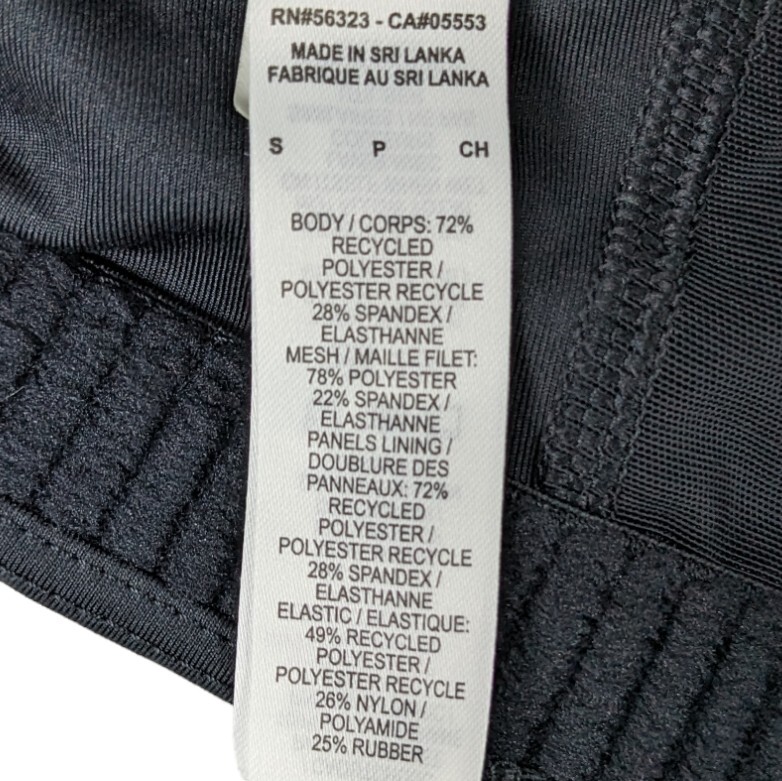 RN#56323 - CA#05553
MADE IN SRI LANKA
FABRIQUE AU SRI LANKA
S P CH
BODY / CORPS: 72%
RECYCLED
POLYESTER /
POLYESTER RECYCLE
28% SPANDEX /
ELASTHANNE
MESH / MAILLE FILET:
78% POLYESTER
22% SPANDEX /
ELASTHANNE
PANELS LINING /
DOUBLURE DES
PANNEAUX: 72%
RECYCLED
POLYESTER /
POLYESTER RECYCLE
28% SPANDEX /
ELASTHANNE
ELASTIC / ELASTIQUE:
49% RECYCLED
POLYESTER /
POLYESTER RECYCLE
26% NYLON /
POLYAMIDE
25% RUBBER